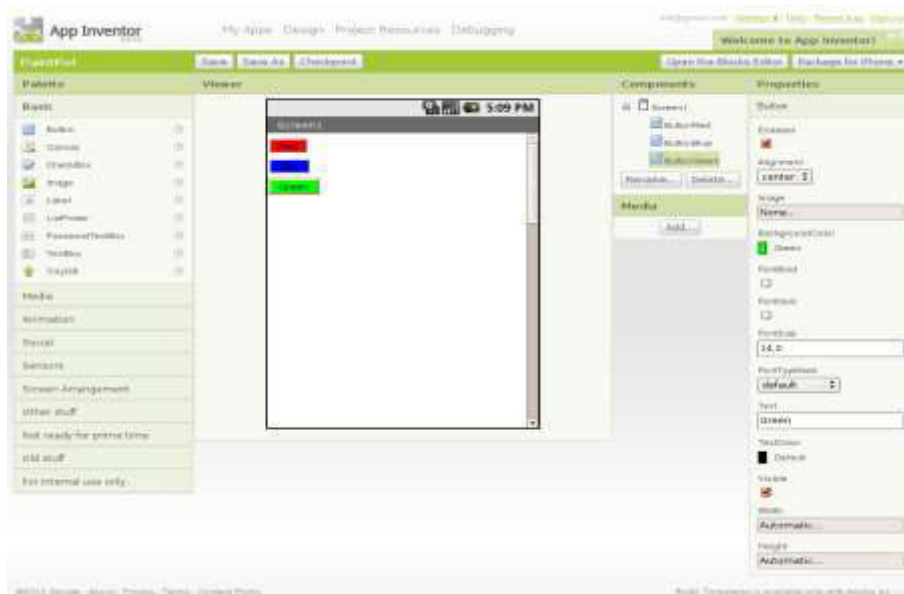 App Inventor
My Apps Design Project Resources Debugging
Welcome to App Inventor!
PaintPot
Save Save As Checkpoint
Open the Blocks Editor Package for Phone
Palette
Viewer
Components
Properties
Basic
Button
Canvas
CheckBox
Image
Label
ListPicker
PasswordTextBox
TextBox
TinyDB
Media
Animation
Social
Sensors
Screen Arrangement
other stuff
Not ready for prime time
old stuff
For internal use only
5:09 PM
Screen1
Red
Green
Screen1
ButtonRed
ButtonBlue
ButtonGreen
Rename... Delete...
Media
Add...
Button
Enabled
Alignment
center
Image
None...
BackgroundColor
Green
FontBold
FontItalic
FontSize
14.0
FontTypeface
default
Text
Green
TextColor
Default
Visible
Width
Automatic...
Height
Automatic...
About Privacy Terms